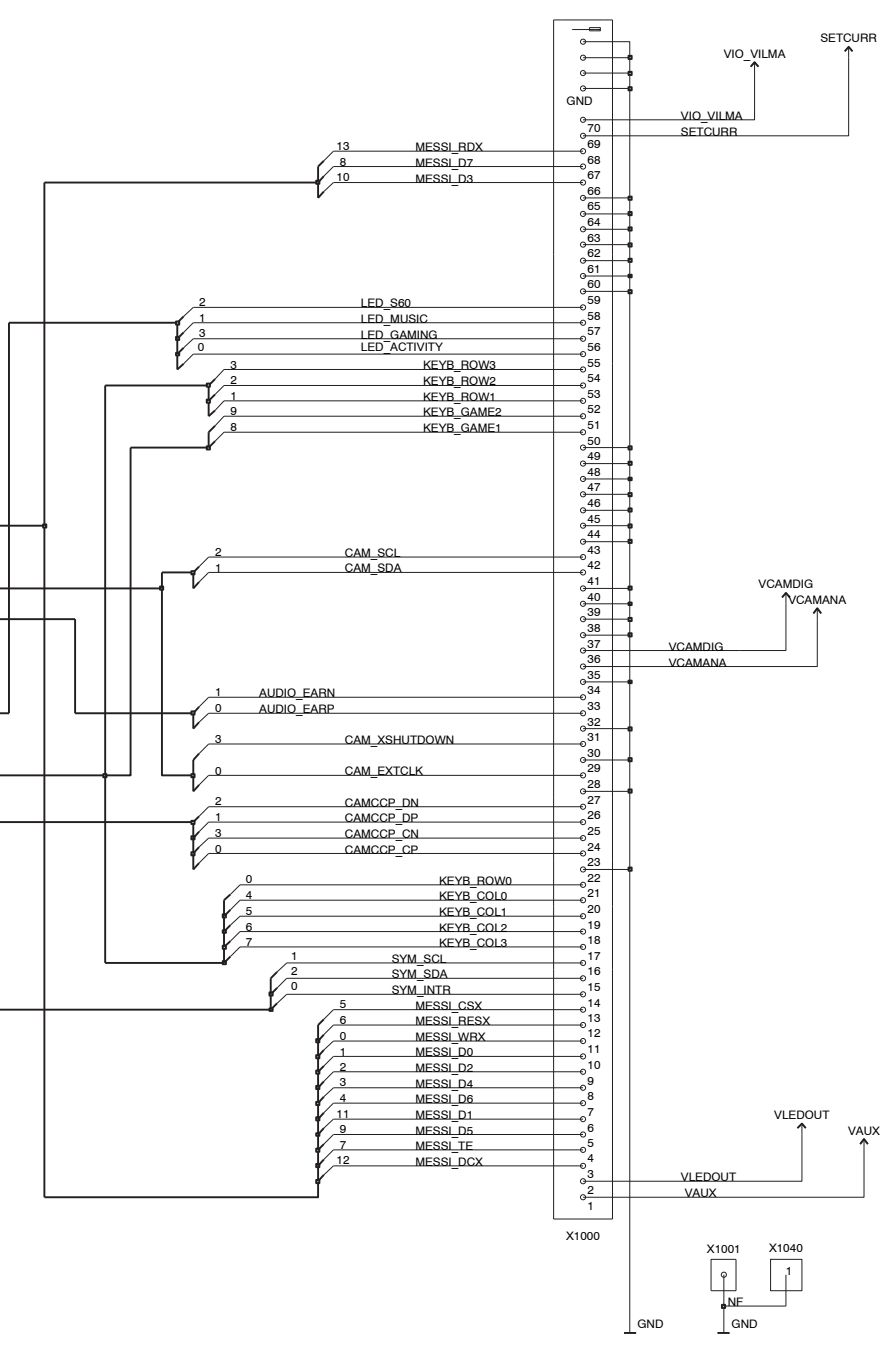 SETCURR
VIO_VILMA
GND
VIO_VILMA
70
SETCURR
13 MESSI_RDX 69
8 MESSI_D7 68
10 MESSI_D3 67
66
65
64
63
62
61
60
2 LED_S60 59
1 LED_MUSIC 58
3 LED_GAMING 57
0 LED_ACTIVITY 56
3 KEYB_ROW3 55
2 KEYB_ROW2 54
1 KEYB_ROW1 53
9 KEYB_GAME2 52
8 KEYB_GAME1 51
50
49
48
47
46
45
44
2 CAM_SCL 43
1 CAM_SDA 42
41
VCAMDIG
40
VCAMANA
39
38
37 VCAMDIG
36 VCAMANA
35
1 AUDIO_EARN 34
0 AUDIO_EARP 33
32
3 CAM_XSHUTDOWN 31
30
0 CAM_EXTCLK 29
28
2 CAMCCP_DN 27
1 CAMCCP_DP 26
3 CAMCCP_CN 25
0 CAMCCP_CP 24
23
0 KEYB_ROW0 22
4 KEYB_COL0 21
5 KEYB_COL1 20
6 KEYB_COL2 19
7 KEYB_COL3 18
1 SYM_SCL 17
2 SYM_SDA 16
0 SYM_INTR 15
5 MESSI_CSX 14
6 MESSI_RESX 13
0 MESSI_WRX 12
1 MESSI_D0 11
2 MESSI_D2 10
3 MESSI_D4 9
4 MESSI_D6 8
11 MESSI_D1 7
VLEDOUT
9 MESSI_D5 6
VAUX
7 MESSI_TE 5
12 MESSI_DCX 4
3 VLEDOUT
2 VAUX
1
X1000
X1001 X1040
1
NF
GND GND